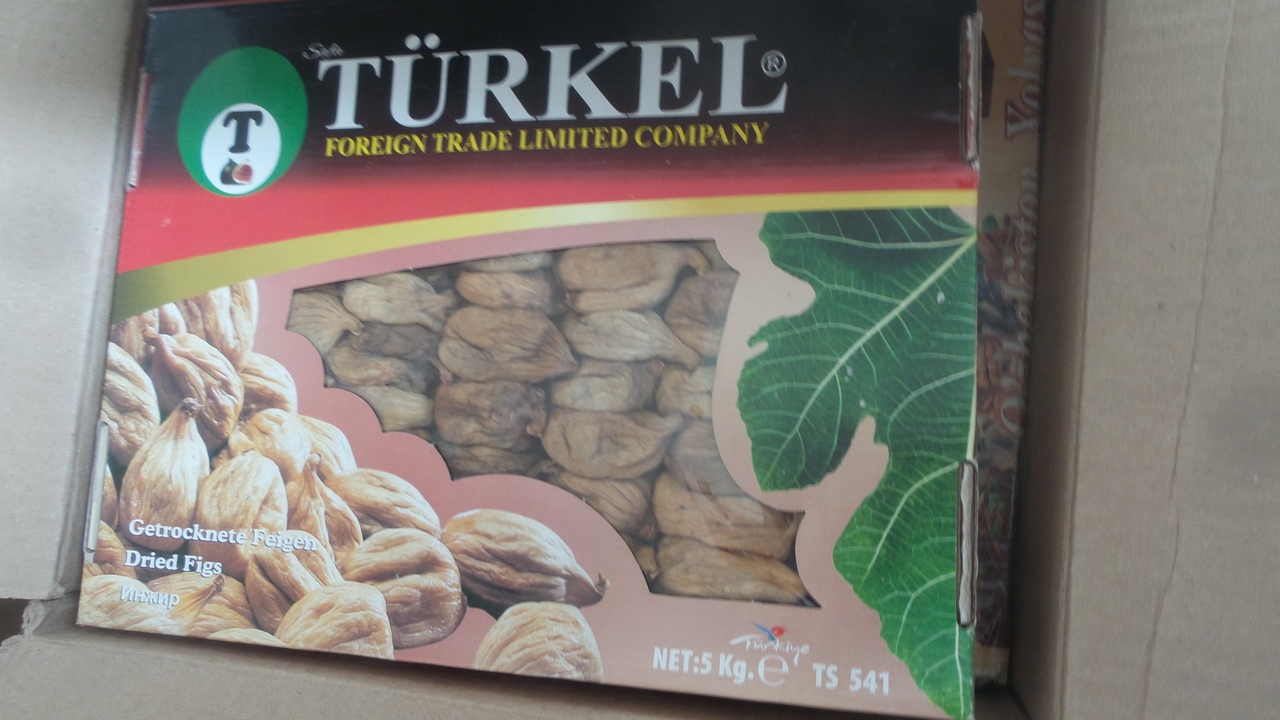 TÜRKEL®
FOREIGN TRADE LIMITED COMPANY
T
Getrocknete Feigen
Dried Figs
Инжир
Türkiye
NET:5 Kg. e TS 541